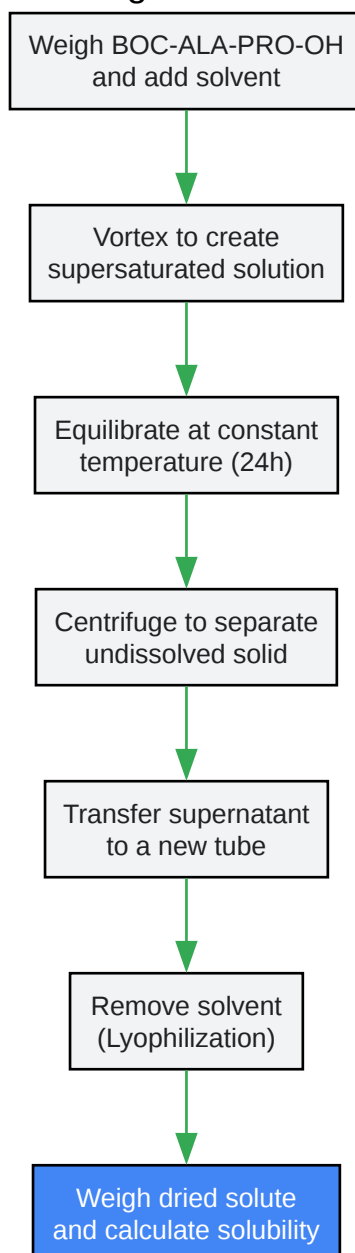 Weigh BOC-ALA-PRO-OH
and add solvent
Vortex to create
supersaturated solution
Equilibrate at constant
temperature (24h)
Centrifuge to separate
undissolved solid
Transfer supernatant
to a new tube
Remove solvent
(Lyophilization)
Weigh dried solute
and calculate solubility